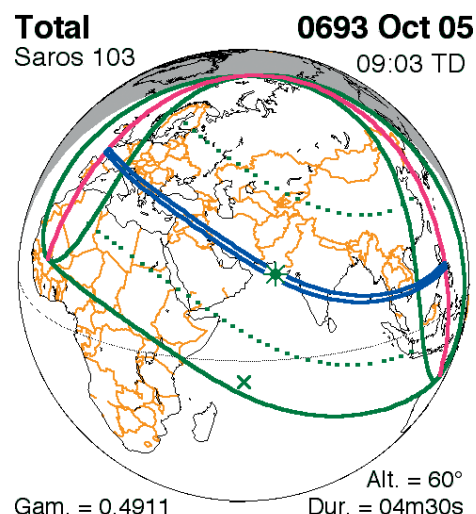 Total 0693 Oct 05
Saros 103 09:03 TD
Alt. = 60°
Gam. = 0.4911 Dur. = 04m30s